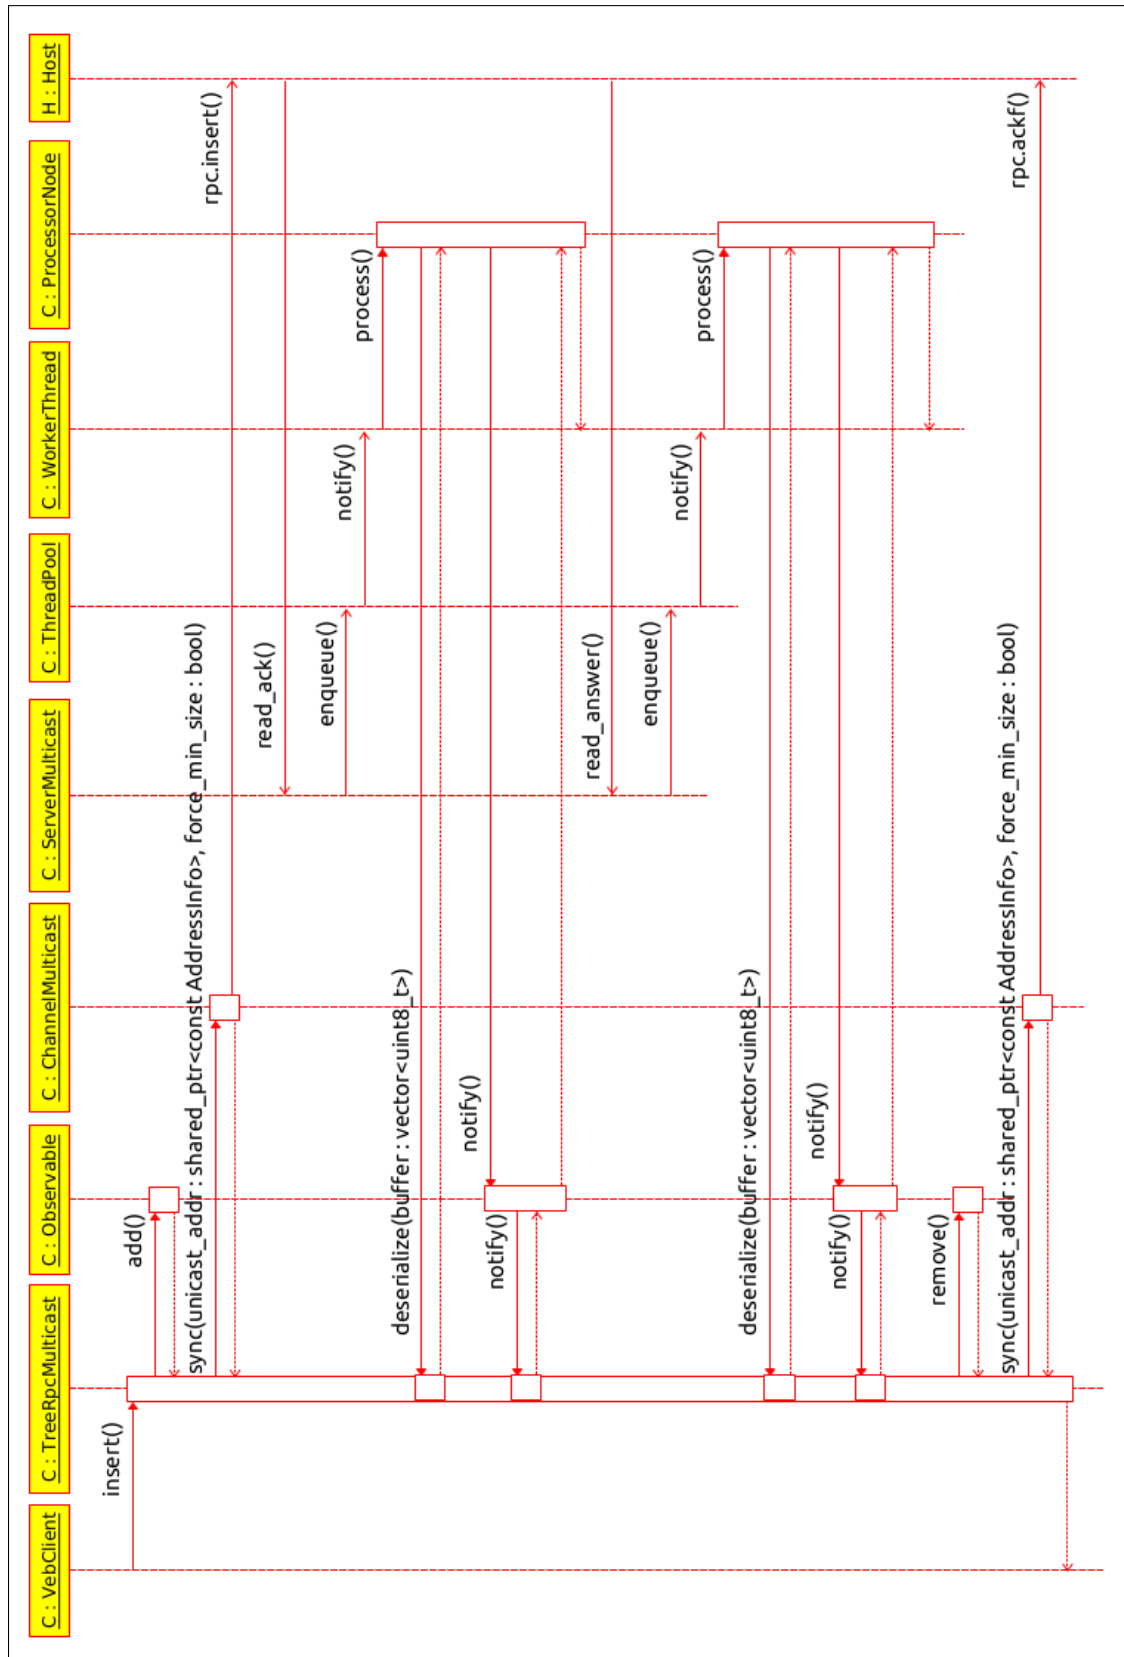 C : VebClient
C : TreeRpcMulticast
C : Observable
C : ChannelMulticast
C : ServerMulticast
C : ThreadPool
C : WorkerThread
C : ProcessorNode
H : Host
insert()
add()
sync(unicast_addr : shared_ptr<const AddressInfo>, force_min_size : bool)
rpc.insert()
read_ack()
enqueue()
notify()
process()
deserialize(buffer : vector<uint8_t>)
notify()
notify()
read_answer()
enqueue()
notify()
process()
deserialize(buffer : vector<uint8_t>)
notify()
notify()
remove()
sync(unicast_addr : shared_ptr<const AddressInfo>, force_min_size : bool)
rpc.ackf()